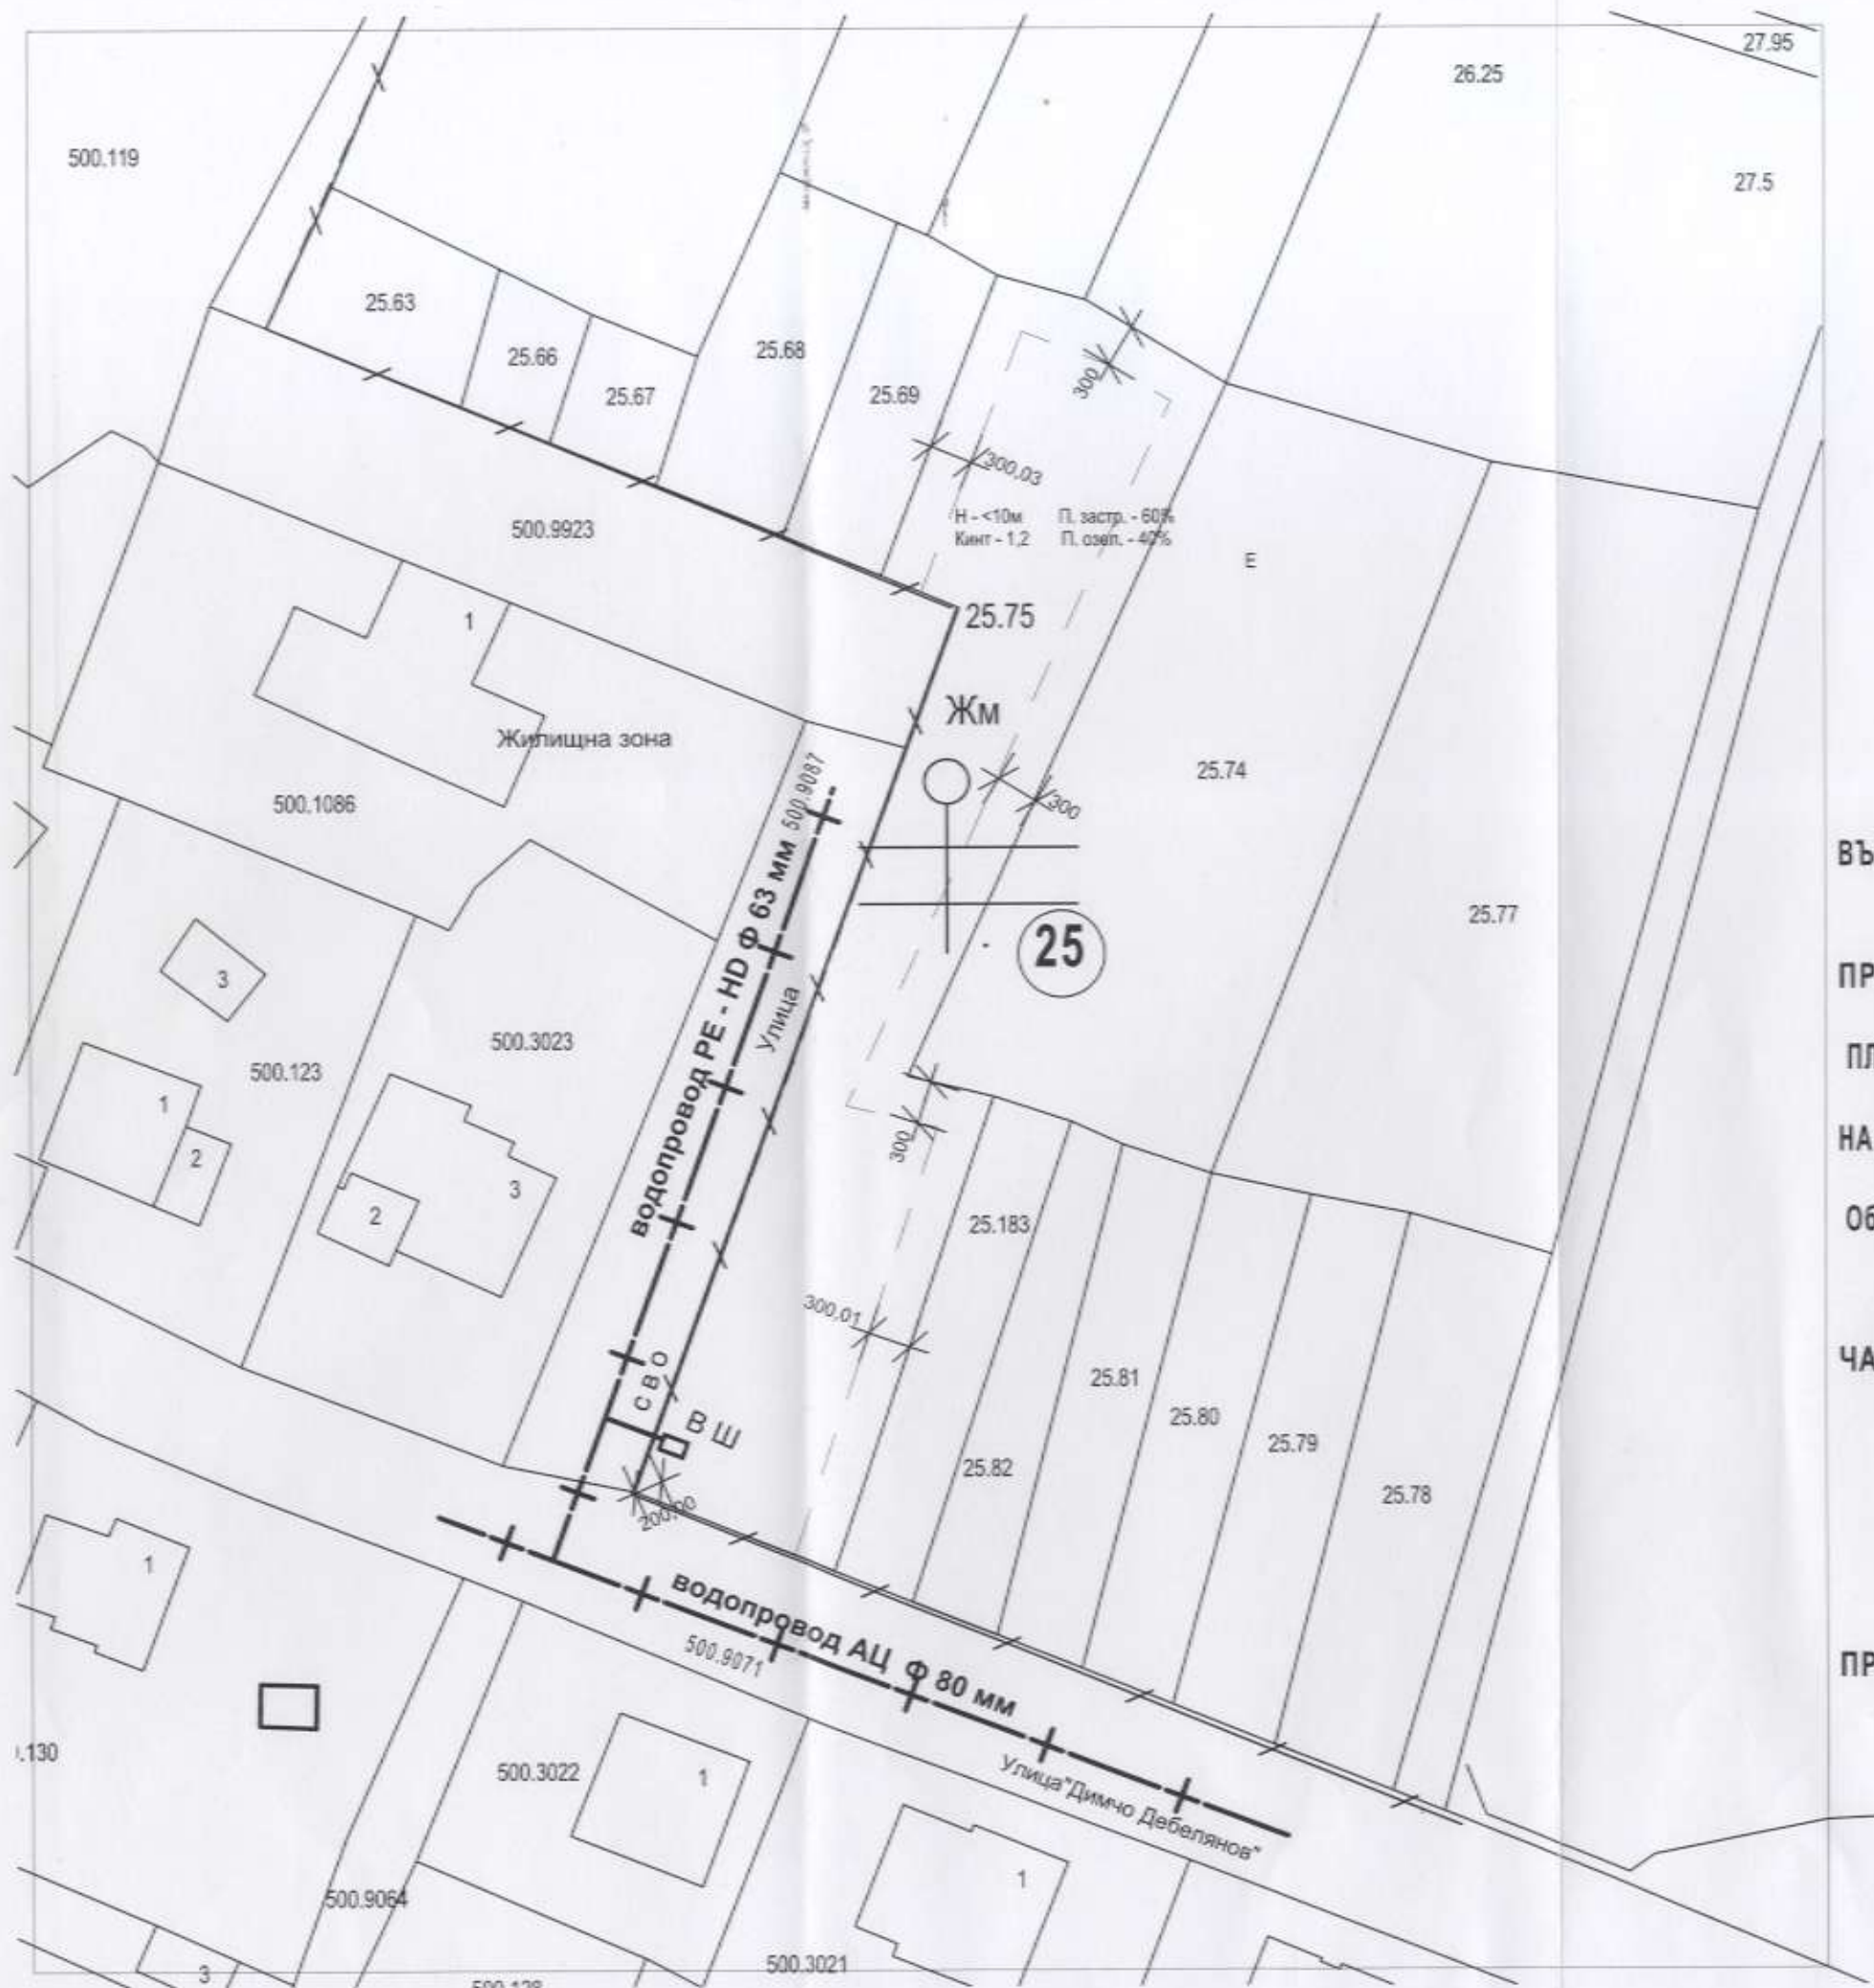 27.95
26.25
500.119
27.5
25.63
25.66
25.67
25.68
25.69
300
300,03
Н - <10м П. застр. - 60%
Кинт - 1,2 П. озел. - 40%
500.9923
Е
25.75
1
Жм
Жилищна зона
25.74
500.9087
300
500.1086
ВЪ
водопровод PE - HD Ф 63 мм
25.77
25
ПР
3
Улица
500.3023
500.123
ПЛ
1
300
НА
2
3
2
25.183
Об
300,01
ЧА
25.81
СВО
25.80
ВШ
25.79
25.82
25.78
200,00
1
водопровод АЦ Ф 80 мм
500.9071
ПР
.130
500.3022
1
Улица"Димчо Дебелянов"
1
500.9064
500.3021
3